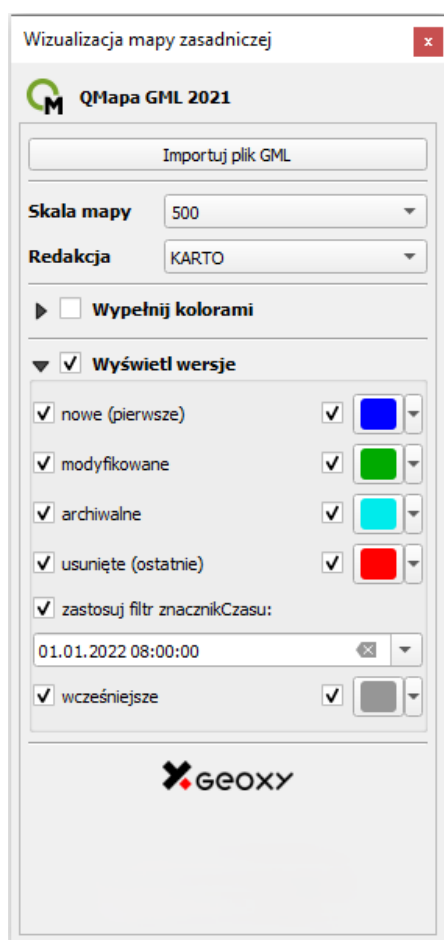 Wizualizacja mapy zasadniczej x
QMapa GML 2021
Importuj plik GML
Skala mapy 500
Redakcja KARTO
Wypełnij kolorami
Wyświetl wersje
nowe (pierwsze)
modyfikowane
archiwalne
usunięte (ostatnie)
zastosuj filtr znacznikCzasu:
01.01.2022 08:00:00
wcześniejsze
GEOXY